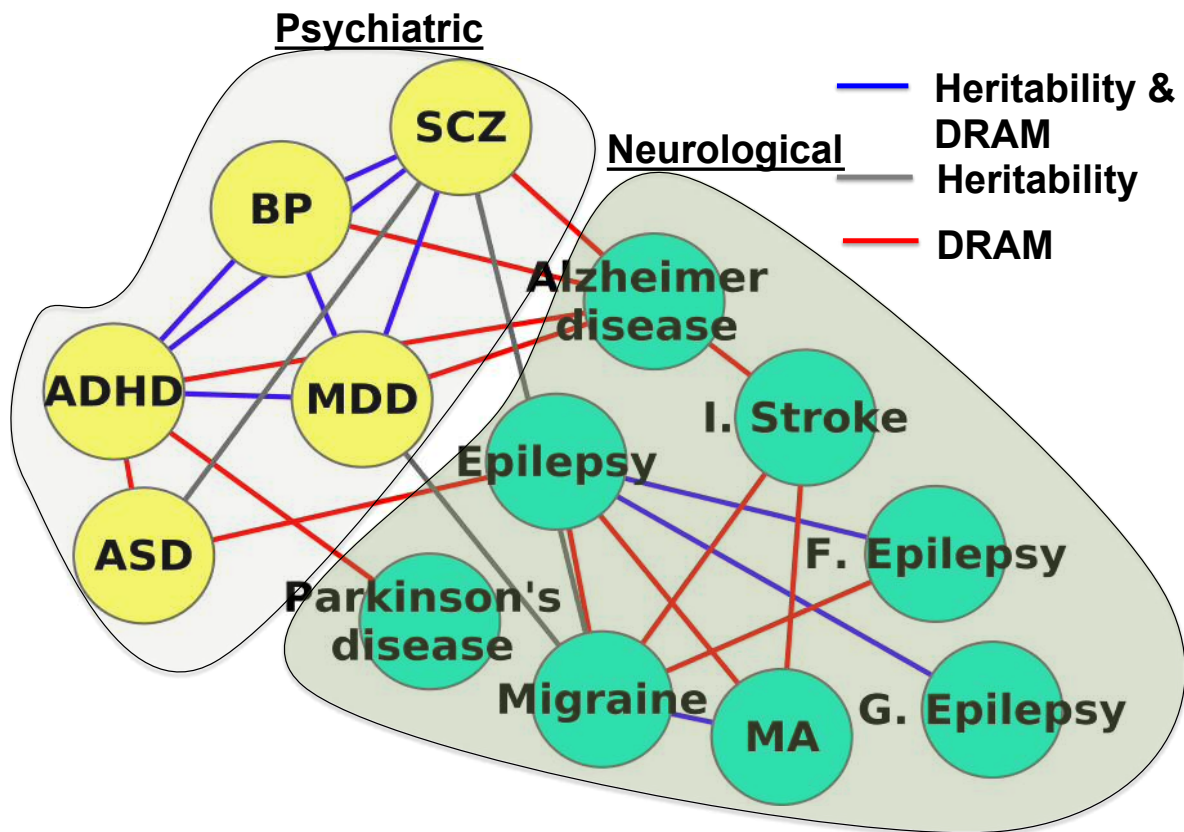 Psychiatric
SCZ
BP
ADHD
MDD
ASD
Heritability &
DRAM
Heritability
DRAM
Neurological
Alzheimer
disease
I. Stroke
Epilepsy
F. Epilepsy
Parkinson's
disease
Migraine
MA
G. Epilepsy